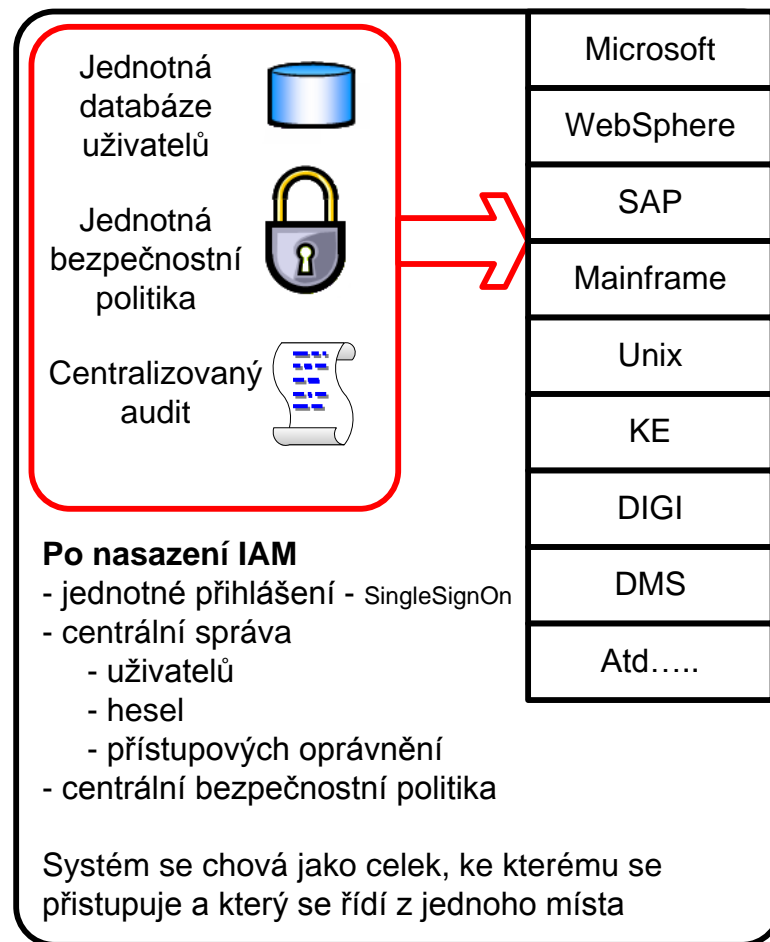 Jednotná
databáze
uživatelů
Jednotná
bezpečnostní
politika
Centralizovaný
audit
Microsoft
WebSphere
SAP
Mainframe
Unix
KE
DIGI
DMS
Atd…..
Po nasazení IAM
- jednotné přihlášení - SingleSignOn
- centrální správa
- uživatelů
- hesel
- přístupových oprávnění
- centrální bezpečnostní politika
Systém se chová jako celek, ke kterému se
přistupuje a který se řídí z jednoho místa